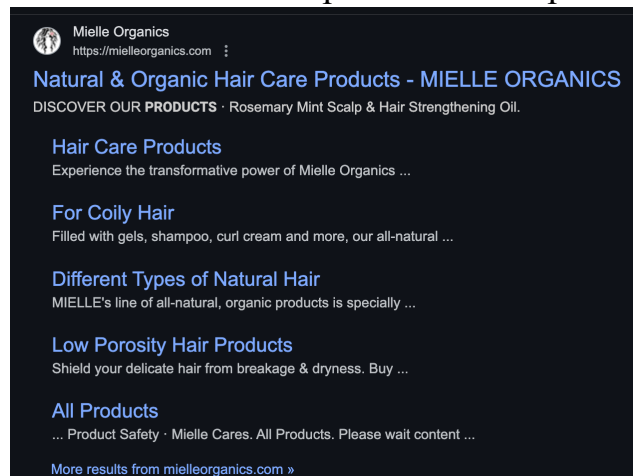 Mielle Organics
https://mielleorganics.com
Natural & Organic Hair Care Products - MIELLE ORGANICS
DISCOVER OUR PRODUCTS · Rosemary Mint Scalp & Hair Strengthening Oil.
Hair Care Products
Experience the transformative power of Mielle Organics ...
For Coily Hair
Filled with gels, shampoo, curl cream and more, our all-natural ...
Different Types of Natural Hair
MIELLE's line of all-natural, organic products is specially ...
Low Porosity Hair Products
Shield your delicate hair from breakage & dryness. Buy ...
All Products
... Product Safety · Mielle Cares. All Products. Please wait content ...
More results from mielleorganics.com »